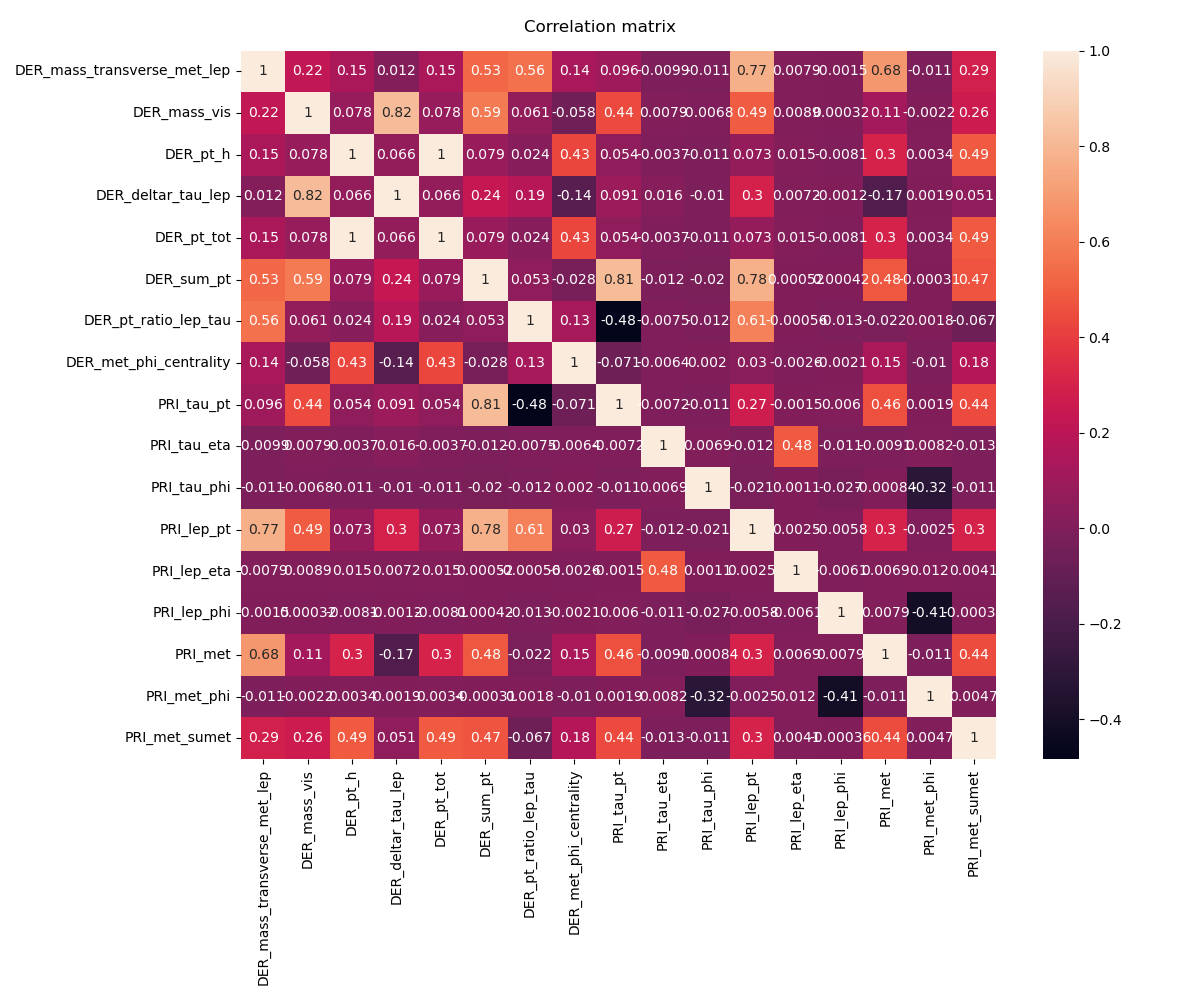 Correlation matrix
DER_mass_transverse_met_lep 1 0.22 0.15 0.012 0.15 0.53 0.56 0.14 0.096 -0.0099 -0.011 0.77 0.0079 -0.0015 0.68 -0.011 0.29 1.0
DER_mass_vis 0.22 1 0.078 0.82 0.078 0.59 0.061 -0.058 0.44 0.0079 0.0068 0.49 0.0089 0.00032 0.11 -0.0022 0.26
DER_pt_h 0.15 0.078 1 0.066 1 0.079 0.024 0.43 0.054 -0.0037 -0.011 0.073 0.015 -0.0081 0.3 0.0034 0.49 0.8
DER_deltar_tau_lep 0.012 0.82 0.066 1 0.066 0.24 0.19 -0.14 0.091 0.016 -0.01 0.3 0.0072 0.0012 -0.17 0.0019 0.051
DER_pt_tot 0.15 0.078 1 0.066 1 0.079 0.024 0.43 0.054 -0.0037 -0.011 0.073 0.015 -0.0081 0.3 0.0034 0.49 0.6
DER_sum_pt 0.53 0.59 0.079 0.24 0.079 1 0.053 -0.028 0.81 -0.012 -0.02 0.78 0.00052 0.00042 0.48 -0.00031 0.47
DER_pt_ratio_lep_tau 0.56 0.061 0.024 0.19 0.024 0.053 1 0.13 -0.48 -0.0075 -0.012 0.61 -0.00056 -0.013 -0.022 0.0018 -0.067 0.4
DER_met_phi_centrality 0.14 -0.058 0.43 -0.14 0.43 -0.028 0.13 1 -0.071 -0.0064 0.002 0.03 -0.0026 -0.0021 0.15 -0.01 0.18
PRI_tau_pt 0.096 0.44 0.054 0.091 0.054 0.81 -0.48 -0.071 1 0.0072 -0.011 0.27 -0.0015 0.006 0.46 0.0019 0.44
PRI_tau_eta -0.0099 0.0079 -0.0037 0.016 -0.0037 -0.012 -0.0075 -0.0064 0.0072 1 0.0069 -0.012 0.48 -0.011 -0.0091 0.0082 -0.013 0.2
PRI_tau_phi -0.011 0.0068 -0.011 -0.01 -0.011 -0.02 -0.012 0.002 -0.011 0.0069 1 -0.021 0.0011 -0.027 0.00084 -0.32 -0.011
PRI_lep_pt 0.77 0.49 0.073 0.3 0.073 0.78 0.61 0.03 0.27 -0.012 -0.021 1 0.0025 -0.0058 0.3 -0.0025 0.3 0.0
PRI_lep_eta 0.0079 0.0089 0.015 0.0072 0.015 0.00052 -0.00056 -0.0026 -0.0015 0.48 0.0011 0.0025 1 -0.0061 0.0069 0.012 0.0041
PRI_lep_phi -0.0015 0.00032 -0.0081 0.0012 -0.0081 0.00042 -0.013 -0.0021 0.006 -0.011 -0.027 -0.0058 -0.0061 1 0.0079 -0.41 −0.2
PRI_met 0.68 0.11 0.3 -0.17 0.3 0.48 -0.022 0.15 0.46 -0.0091 0.00084 0.3 0.0069 0.0079 1 -0.011 0.44
PRI_met_phi -0.011 -0.0022 0.0034 0.0019 0.0034 -0.00031 0.0018 -0.01 0.0019 0.0082 -0.32 -0.0025 0.012 -0.41 -0.011 1 0.0047 −0.4
PRI_met_sumet 0.29 0.26 0.49 0.051 0.49 0.47 -0.067 0.18 0.44 -0.013 -0.011 0.3 0.0041 -0.00036 0.44 0.0047 1
DER_mass_transverse_met_lep
DER_mass_vis
DER_pt_h
DER_deltar_tau_lep
DER_pt_tot
DER_sum_pt
DER_pt_ratio_lep_tau
DER_met_phi_centrality
PRI_tau_pt
PRI_tau_eta
PRI_tau_phi
PRI_lep_pt
PRI_lep_eta
PRI_lep_phi
PRI_met
PRI_met_phi
PRI_met_sumet